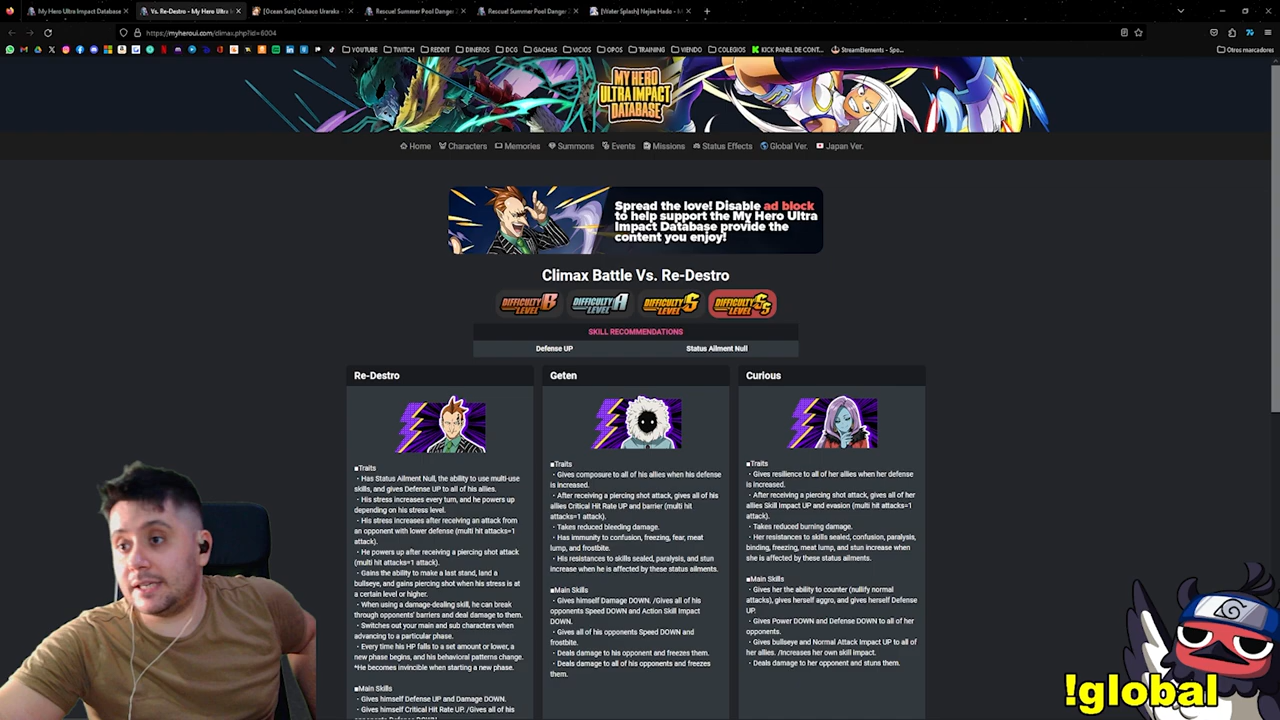 My Hero Ultra Impact Database
Vs. Re-Destro - My Hero Ultra I
[Ocean Sun] Ochaco Uraraka
Rescue! Summer Pool Danger
Rescue! Summer Pool Danger Z
[Water Splash] Nejire Hado - M
https://myheroui.com/climax.php?id=6004
YOUTUBE
TWITCH
REDDIT
DINEROS
DCG
GACHAS
VICIOS
OPOS
TRAINING
VIENDO
COLEGIOS
KICK PANEL DE CONT...
StreamElements - Spo...
Otros marcadores
MY HERO
ULTRA IMPACT
DATABASE
Home
Characters
Memories
Summons
Events
Missions
Status Effects
Global Ver.
Japan Ver.
Spread the love! Disable ad block
to help support the My Hero Ultra
Impact Database provide the
content you enjoy!
Climax Battle Vs. Re-Destro
DIFFICULTY LEVEL B
DIFFICULTY LEVEL A
DIFFICULTY LEVEL S
DIFFICULTY LEVEL SS
SKILL RECOMMENDATIONS
Defense UP
Status Ailment Null
Re-Destro
■Traits
・Has Status Ailment Null, the ability to use multi-use
skills, and gives Defense UP to all of his allies.
・His stress increases every turn, and he powers up
depending on his stress level.
・His stress increases after receiving an attack from
an opponent with lower defense (multi hit attacks=1
attack).
・He powers up after receiving a piercing shot attack
(multi hit attacks=1 attack).
・Gains the ability to make a last stand, land a
bullseye, and gains piercing shot when his stress is at
a certain level or higher.
・When using a damage-dealing skill, he can break
through opponents' barriers and deal damage to them.
・Switches out your main and sub characters when
advancing to a particular phase.
・Every time his HP falls to a set amount or lower, a
new phase begins, and his behavioral patterns change.
*He becomes invincible when starting a new phase.
■Main Skills
・Gives himself Defense UP and Damage DOWN.
・Gives himself Critical Hit Rate UP. /Gives all of his
opponents Defense DOWN.
Geten
■Traits
・Gives composure to all of his allies when his defense
is increased.
・After receiving a piercing shot attack, gives all of his
allies Critical Hit Rate UP and barrier (multi hit
attacks=1 attack).
・Takes reduced bleeding damage.
・Has immunity to confusion, freezing, fear, meat
lump, and frostbite.
・His resistances to skills sealed, paralysis, and stun
increase when he is affected by these status ailments.
■Main Skills
・Gives himself Damage DOWN. /Gives all of his
opponents Speed DOWN and Action Skill Impact
DOWN.
・Gives all of his opponents Speed DOWN and
frostbite.
・Deals damage to his opponent and freezes them.
・Deals damage to all of his opponents and freezes
them.
Curious
■Traits
・Gives resilience to all of her allies when her defense
is increased.
・After receiving a piercing shot attack, gives all of her
allies Skill Impact UP and evasion (multi hit attacks=1
attack).
・Takes reduced burning damage.
・Her resistances to skills sealed, confusion, paralysis,
binding, freezing, meat lump, and stun increase when
she is affected by these status ailments.
■Main Skills
・Gives her the ability to counter (nullify normal
attacks), gives herself aggro, and gives herself Defense
UP.
・Gives Power DOWN and Defense DOWN to all of her
opponents.
・Gives bullseye and Normal Attack Impact UP to all of
her allies. /Increases her own skill impact.
・Deals damage to her opponent and stuns them.
!global